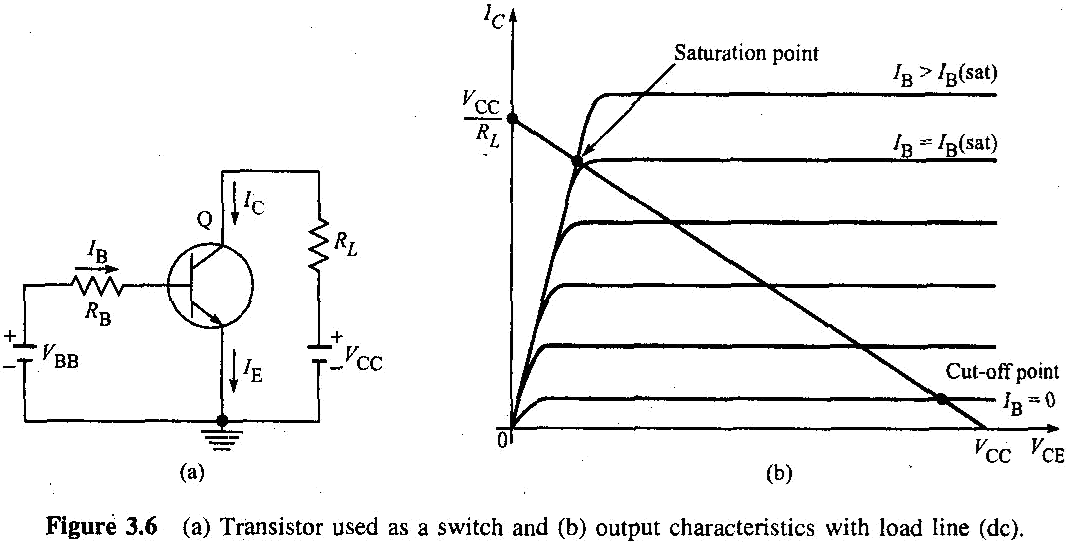 I_C
Saturation point
I_B > I_B(sat)
V_CC
R_L
I_B = I_B(sat)
Q
I_C
I_B
R_L
R_B
+
+
V_BB
V_CC
-
-
I_E
Cut-off point
I_B = 0
0
V_CC
V_CE
(a)
(b)
Figure 3.6 (a) Transistor used as a switch and (b) output characteristics with load line (dc).